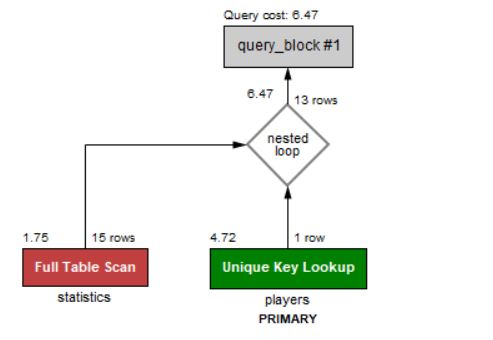 Query cost: 6.47
query_block #1
6.47
13 rows
nested
loop
1.75
15 rows
4.72
1 row
Full Table Scan
Unique Key Lookup
statistics
players
PRIMARY